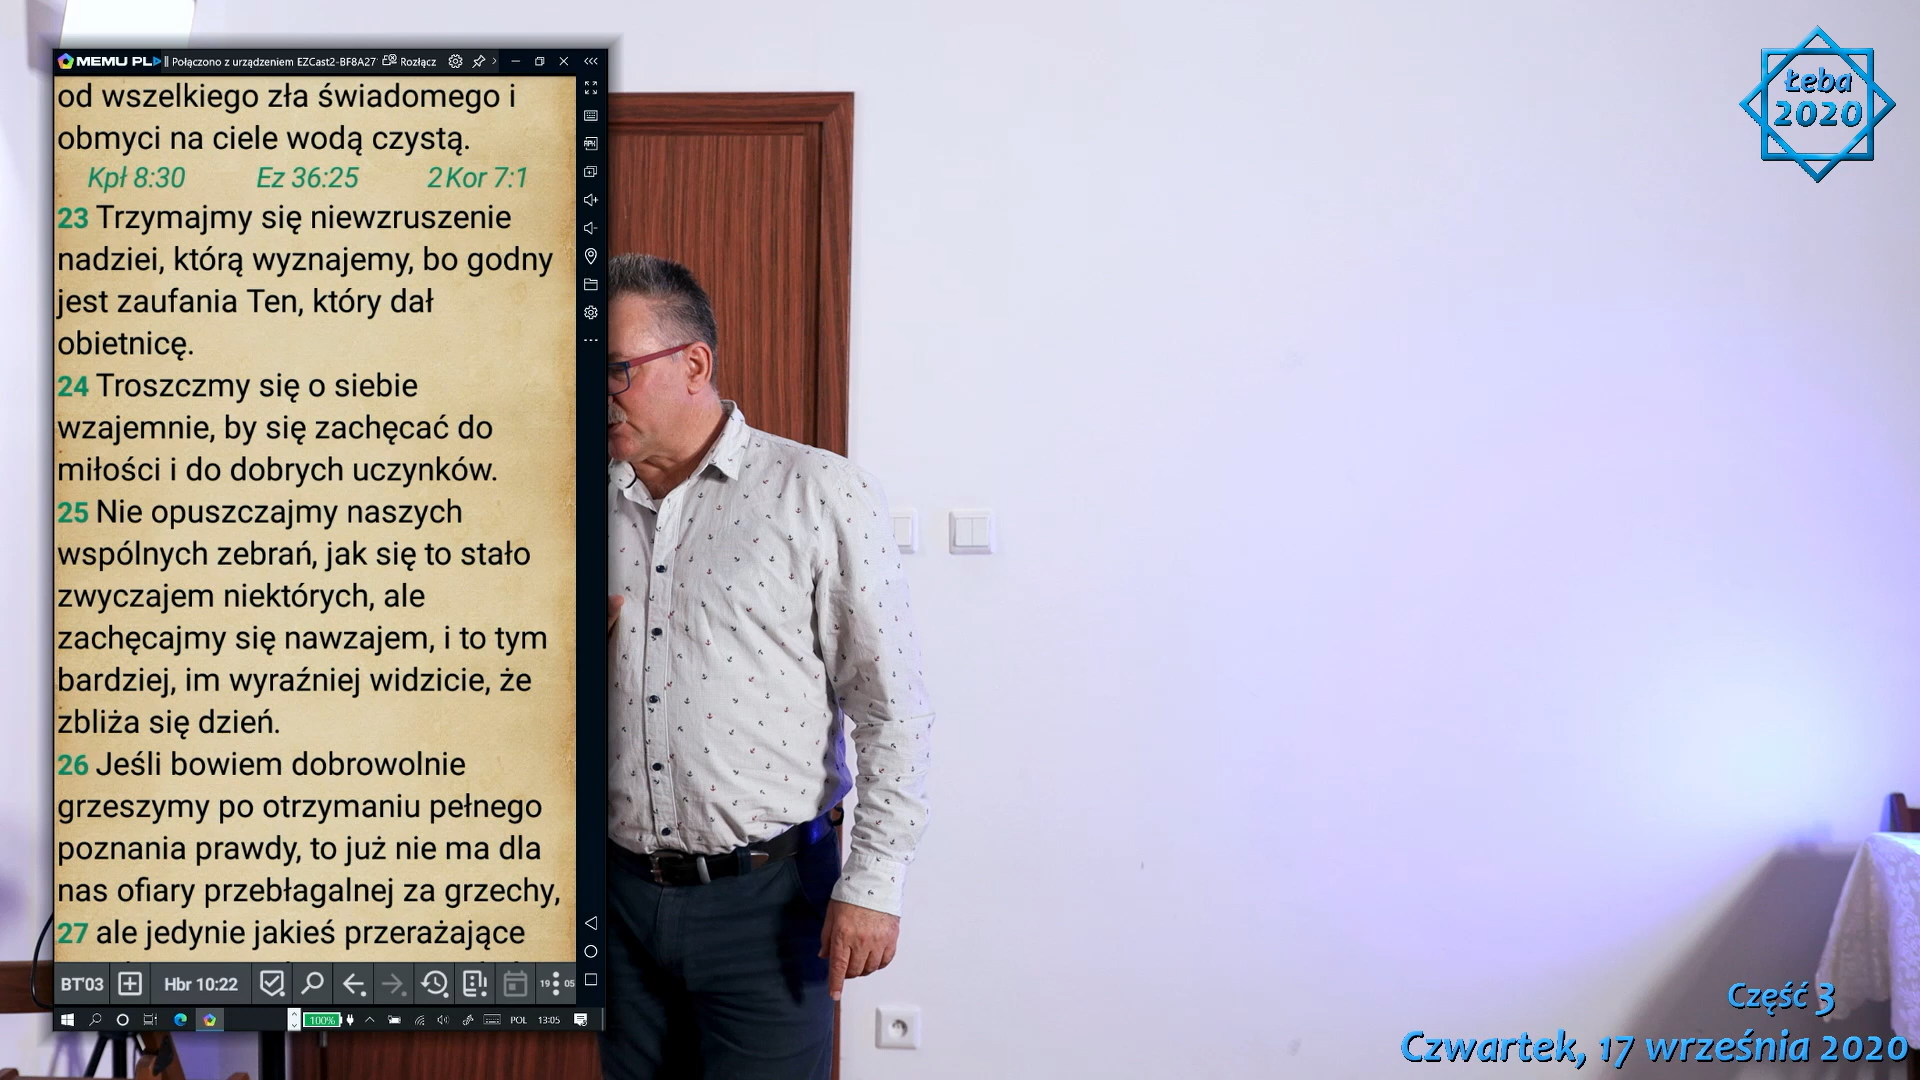 MEMU PL
Połączono z urządzeniem EZCast2-BF8A27
Rozłącz
od wszelkiego zła świadomego i
obmyci na ciele wodą czystą.
Kpł 8:30 Ez 36:25 2Kor 7:1
23 Trzymajmy się niewzruszenie
nadziei, którą wyznajemy, bo godny
jest zaufania Ten, który dał
obietnicę.
24 Troszczmy się o siebie
wzajemnie, by się zachęcać do
miłości i do dobrych uczynków.
25 Nie opuszczajmy naszych
wspólnych zebrań, jak się to stało
zwyczajem niektórych, ale
zachęcajmy się nawzajem, i to tym
bardziej, im wyraźniej widzicie, że
zbliża się dzień.
26 Jeśli bowiem dobrowolnie
grzeszymy po otrzymaniu pełnego
poznania prawdy, to już nie ma dla
nas ofiary przebłagalnej za grzechy,
27 ale jedynie jakieś przerażające
BT'03 Hbr 10:22 19 05
100% POL 13:05
Łeba
2020
Część 3
Czwartek, 17 września 2020